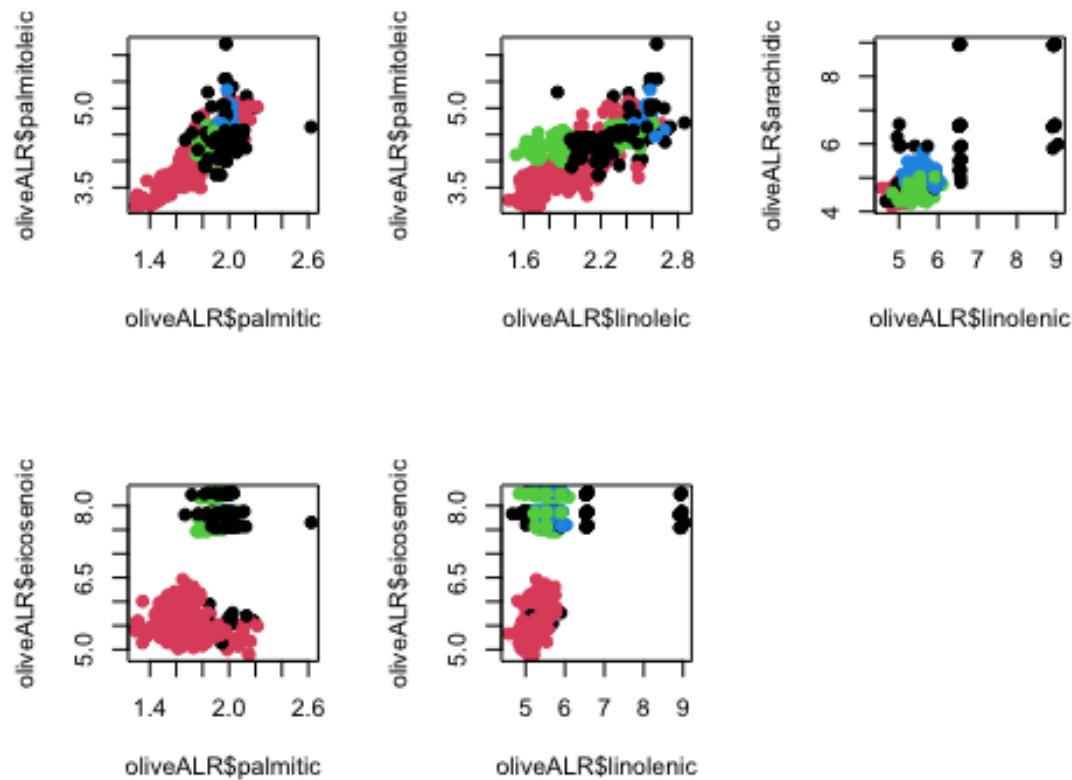 oliveALR$palmitoleic
5.0
3.5
1.4 2.0 2.6
oliveALR$palmitic
oliveALR$palmitoleic
5.0
3.5
1.6 2.2 2.8
oliveALR$linoleic
oliveALR$arachidic
8
6
4
5 6 7 8 9
oliveALR$linolenic
oliveALR$eicosenoic
8.0
6.5
5.0
1.4 2.0 2.6
oliveALR$palmitic
oliveALR$eicosenoic
8.0
6.5
5.0
5 6 7 8 9
oliveALR$linolenic